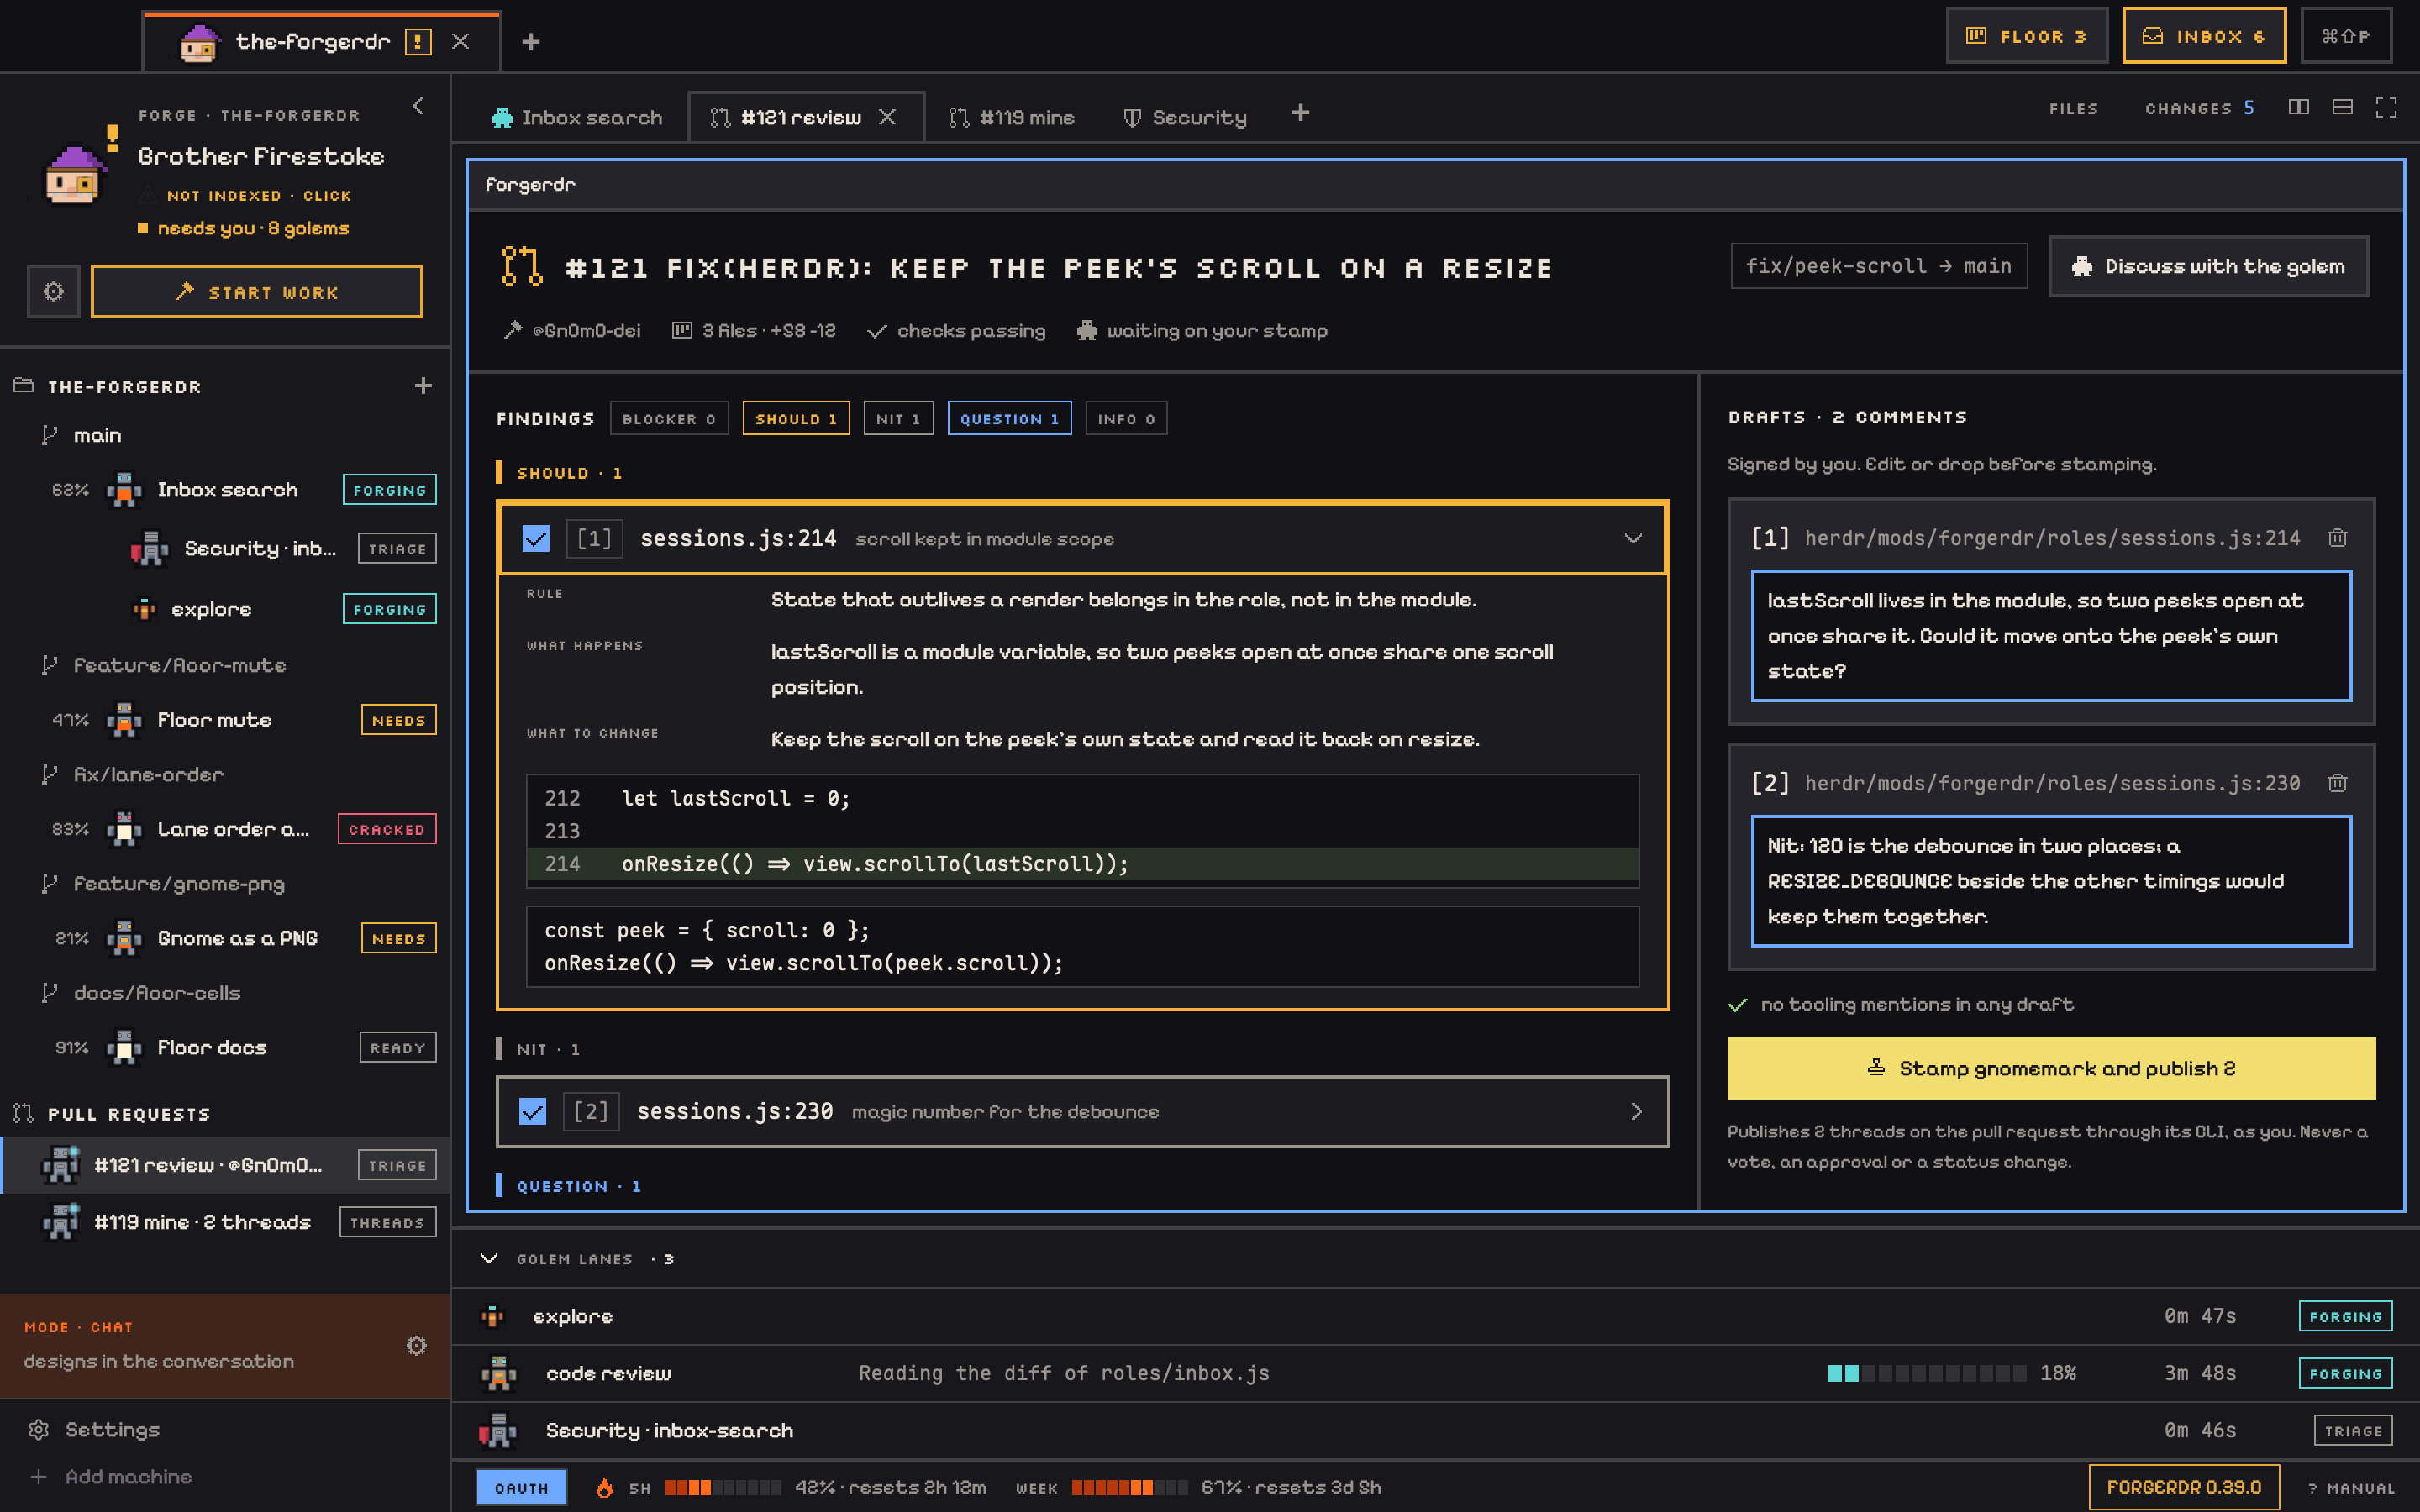 the-forgerdr
FLOOR 3
INBOX 6
⌘⇧P
FORGE · THE-FORGERDR
Brother Firestoke
NOT INDEXED · CLICK
needs you · 8 golems
START WORK
THE-FORGERDR
main
62% Inbox search FORGING
Security · inb... TRIAGE
explore FORGING
feature/floor-mute
47% Floor mute NEEDS
fix/lane-order
83% Lane order a... CRACKED
feature/gnome-png
21% Gnome as a PNG NEEDS
docs/floor-cells
91% Floor docs READY
PULL REQUESTS
#121 review · @Gn0m0... TRIAGE
#119 mine · 2 threads THREADS
MODE · CHAT
designs in the conversation
Settings
+ Add machine
Inbox search
#121 review
#119 mine
Security
FILES
CHANGES 5
forgerdr
#121 FIX(HERDR): KEEP THE PEEK'S SCROLL ON A RESIZE
fix/peek-scroll → main
Discuss with the golem
@Gn0m0-dei
3 files · +38 -12
checks passing
waiting on your stamp
FINDINGS BLOCKER 0 SHOULD 1 NIT 1 QUESTION 1 INFO 0
SHOULD · 1
[1] sessions.js:214 scroll kept in module scope
RULE State that outlives a render belongs in the role, not in the module.
WHAT HAPPENS lastScroll is a module variable, so two peeks open at once share one scroll
position.
WHAT TO CHANGE Keep the scroll on the peek's own state and read it back on resize.
212 let lastScroll = 0;
213
214 onResize(() => view.scrollTo(lastScroll));
const peek = { scroll: 0 };
onResize(() => view.scrollTo(peek.scroll));
NIT · 1
[2] sessions.js:230 magic number for the debounce
QUESTION · 1
DRAFTS · 2 COMMENTS
Signed by you. Edit or drop before stamping.
[1] herdr/mods/forgerdr/roles/sessions.js:214
lastScroll lives in the module, so two peeks open at
once share it. Could it move onto the peek's own
state?
[2] herdr/mods/forgerdr/roles/sessions.js:230
Nit: 120 is the debounce in two places; a
RESIZE_DEBOUNCE beside the other timings would
keep them together.
no tooling mentions in any draft
Stamp gnomemark and publish 2
Publishes 2 threads on the pull request through its CLI, as you. Never a
vote, an approval or a status change.
GOLEM LANES · 3
explore 0m 47s FORGING
code review Reading the diff of roles/inbox.js 18% 3m 48s FORGING
Security · inbox-search 0m 46s TRIAGE
OAUTH 5H 42% · resets 2h 12m WEEK 67% · resets 3d 9h
FORGERDR 0.39.0
? MANUAL